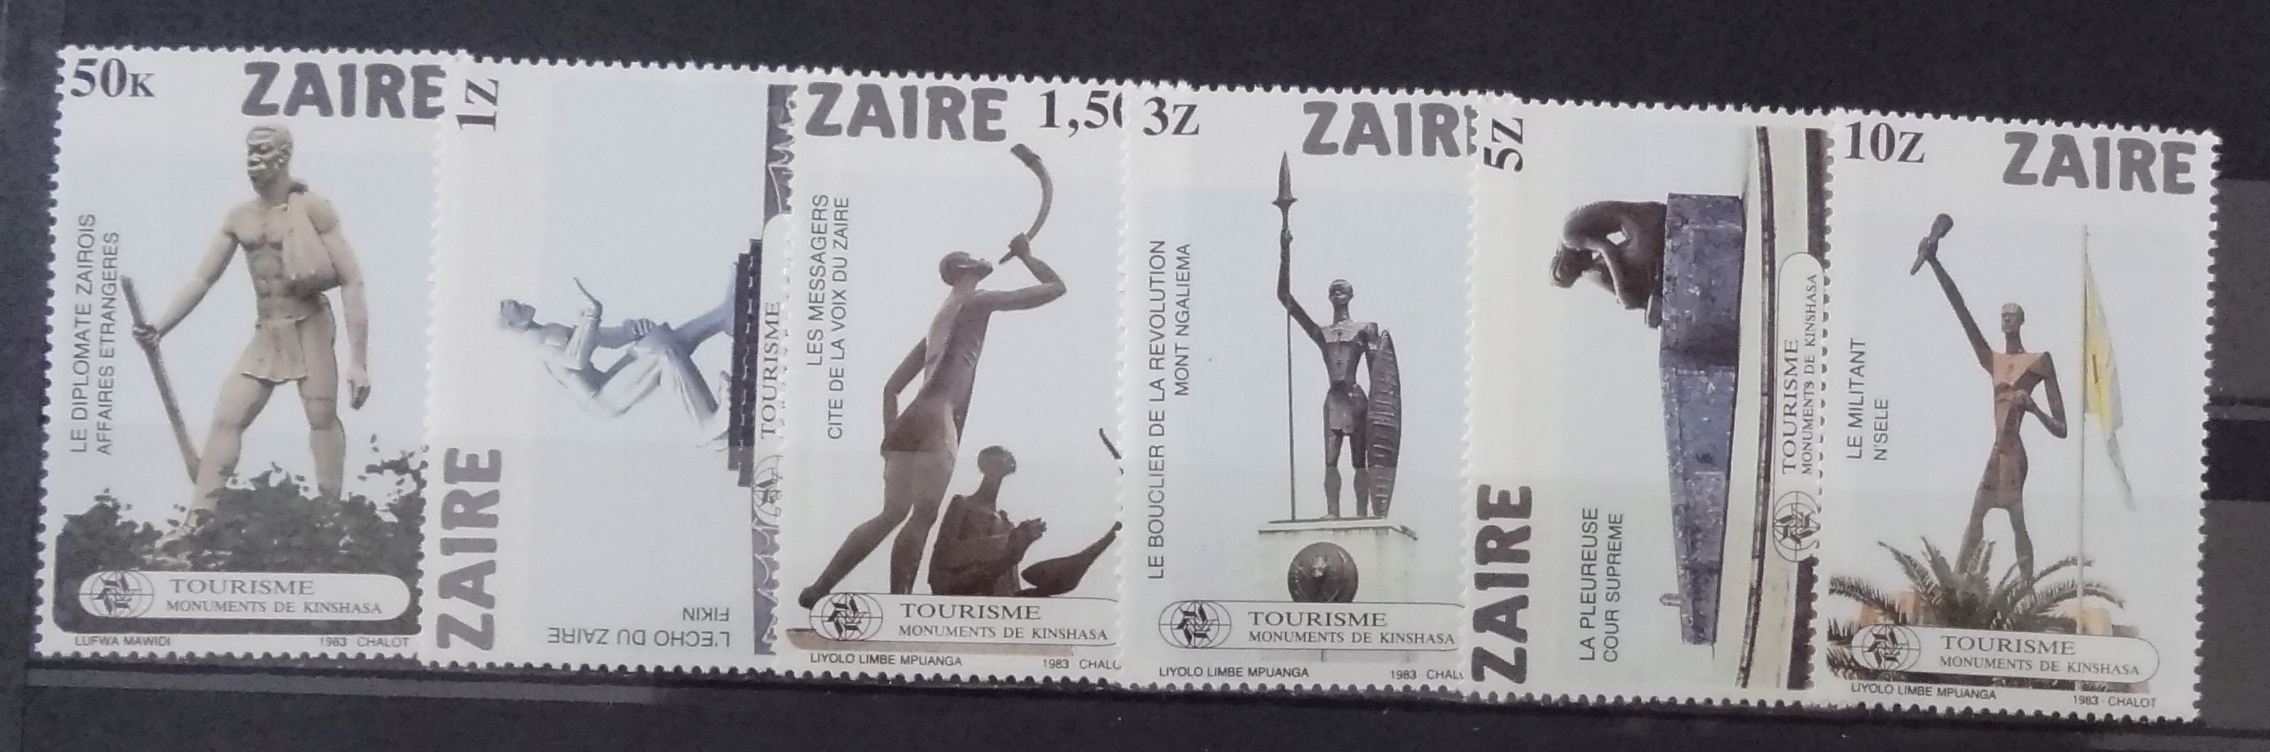 50K
ZAIRE
LE DIPLOMATE ZAIROIS
AFFAIRES ETRANGERES
TOURISME
MONUMENTS DE KINSHASA
LUFWA MAWIDI
1983 CHALOT
1Z
ZAIRE
L'ECHO DU ZAIRE
FIKIN
TOURISME
ZAIRE
1,50
LES MESSAGERS
CITE DE LA VOIX DU ZAIRE
TOURISME
MONUMENTS DE KINSHASA
LIYOLO LIMBE MPUANGA
1983 CHALO
3Z
ZAIRE
LE BOUCLIER DE LA REVOLUTION
MONT NGALIEMA
TOURISME
MONUMENTS DE KINSHASA
LIYOLO LIMBE MPUANGA
1983 CHAL
5Z
ZAIRE
LA PLEUREUSE
COUR SUPREME
TOURISME
MONUMENTS DE KINSHASA
10Z
ZAIRE
LE MILITANT
N'SELE
TOURISME
MONUMENTS DE KINSHASA
LIYOLO LIMBE MPUANGA
1983 · CHALOT